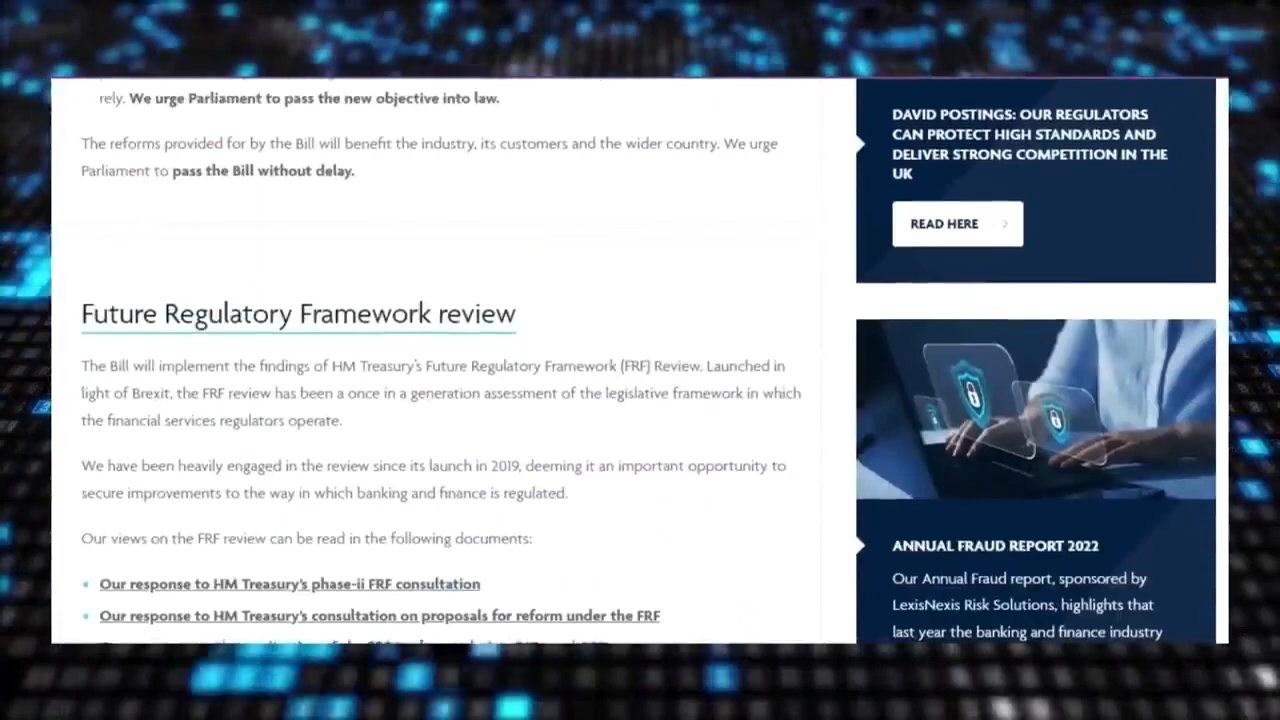 rely. We urge Parliament to pass the new objective into law.
The reforms provided for by the Bill will benefit the industry, its customers and the wider country. We urge
Parliament to pass the Bill without delay.
Future Regulatory Framework review
The Bill will implement the findings of HM Treasury's Future Regulatory Framework (FRF) Review. Launched in
light of Brexit, the FRF review has been a once in a generation assessment of the legislative framework in which
the financial services regulators operate.
We have been heavily engaged in the review since its launch in 2019, deeming it an important opportunity to
secure improvements to the way in which banking and finance is regulated.
Our views on the FRF review can be read in the following documents:
Our response to HM Treasury's phase-ii FRF consultation
Our response to HM Treasury's consultation on proposals for reform under the FRF
DAVID POSTINGS: OUR REGULATORS
CAN PROTECT HIGH STANDARDS AND
DELIVER STRONG COMPETITION IN THE
UK
READ HERE
ANNUAL FRAUD REPORT 2022
Our Annual Fraud report, sponsored by
LexisNexis Risk Solutions, highlights that
last year the banking and finance industry